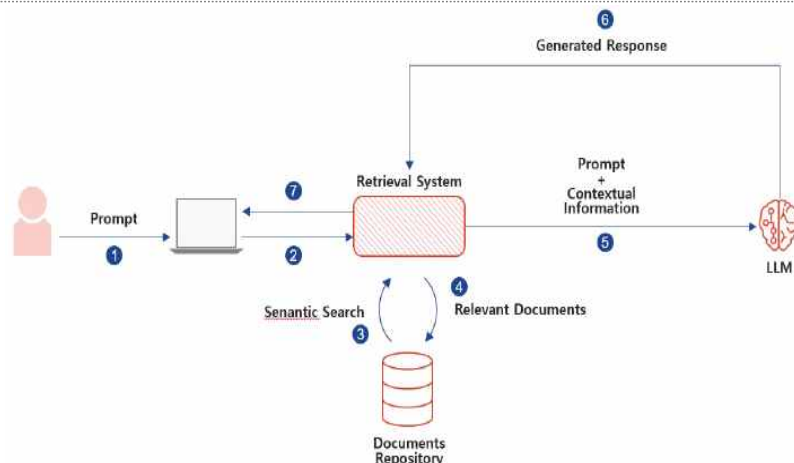 6
Generated Response
Prompt
+
Contextual
Information
Retrieval System
7
Prompt
1
2
5
LLM
4
Senantic Search
Relevant Documents
3
Documents
Repository